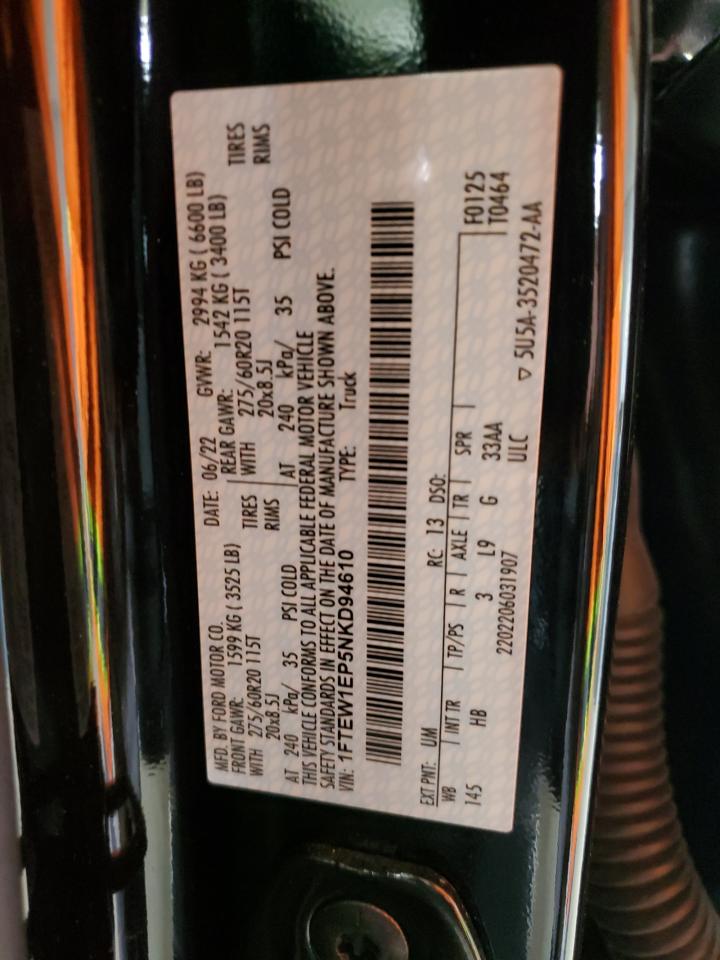 MFD. BY FORD MOTOR CO.
DATE: 06/22 GVWR: 2994 KG ( 6600 LB)
FRONT GAWR: 1599 KG ( 3525 LB)
REAR GAWR: 1542 KG ( 3400 LB)
WITH 275/60R20 115T TIRES
WITH 275/60R20 115T TIRES
20x8.5J RIMS
20x8.5J RIMS
AT 240 kPa/ 35 PSI COLD
AT 240 kPa/ 35 PSI COLD
THIS VEHICLE CONFORMS TO ALL APPLICABLE FEDERAL MOTOR VEHICLE
SAFETY STANDARDS IN EFFECT ON THE DATE OF MANUFACTURE SHOWN ABOVE.
VIN: 1FTEW1EP5NKD94610 TYPE: Truck
EXT PNT: UM RC: 13 DSO:
WB INT TR TP/PS R AXLE TR SPR F0125
145 HB 3 L9 G 33AA T0464
2202206031907 ULC
▽ 5U5A-3520472-AA